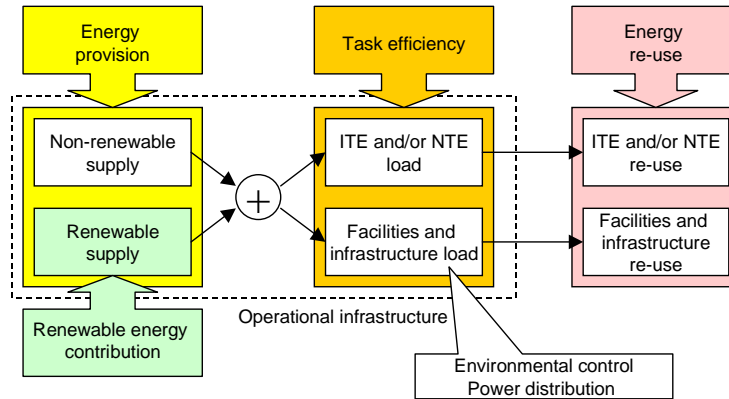 Energy
provision
Task efficiency
Energy
re-use
Non-renewable
supply
ITE and/or NTE
load
ITE and/or NTE
re-use
+
Renewable
supply
Facilities and
infrastructure load
Facilities and
infrastructure
re-use
Renewable energy
contribution
Operational infrastructure
Environmental control
Power distribution